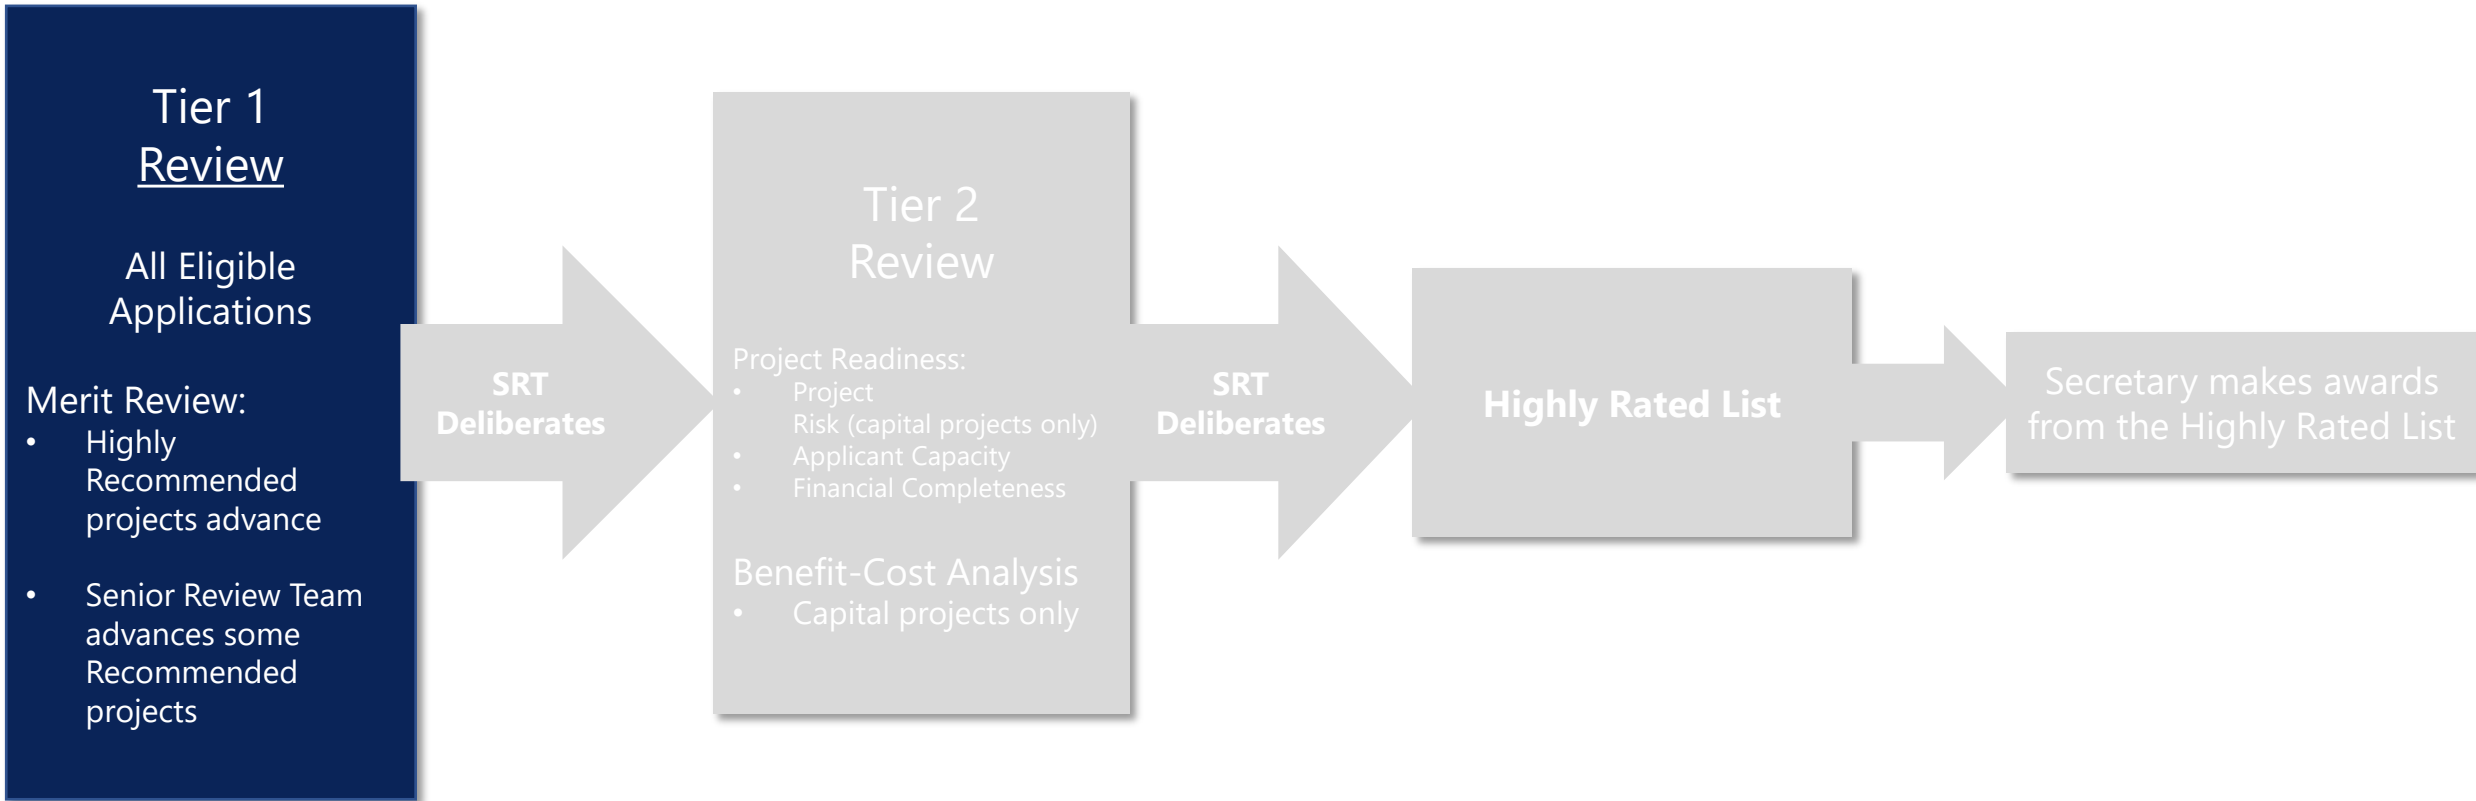 Tier 1
Review
All Eligible
Applications
Merit Review:
• Highly
Recommended
projects advance
• Senior Review Team
advances some
Recommended
projects
SRT
Deliberates
Tier 2
Review
Project Readiness:
• Project
Risk (capital projects only)
• Applicant Capacity
• Financial Completeness
Benefit-Cost Analysis
• Capital projects only
SRT
Deliberates
Highly Rated List
Secretary makes awards
from the Highly Rated List